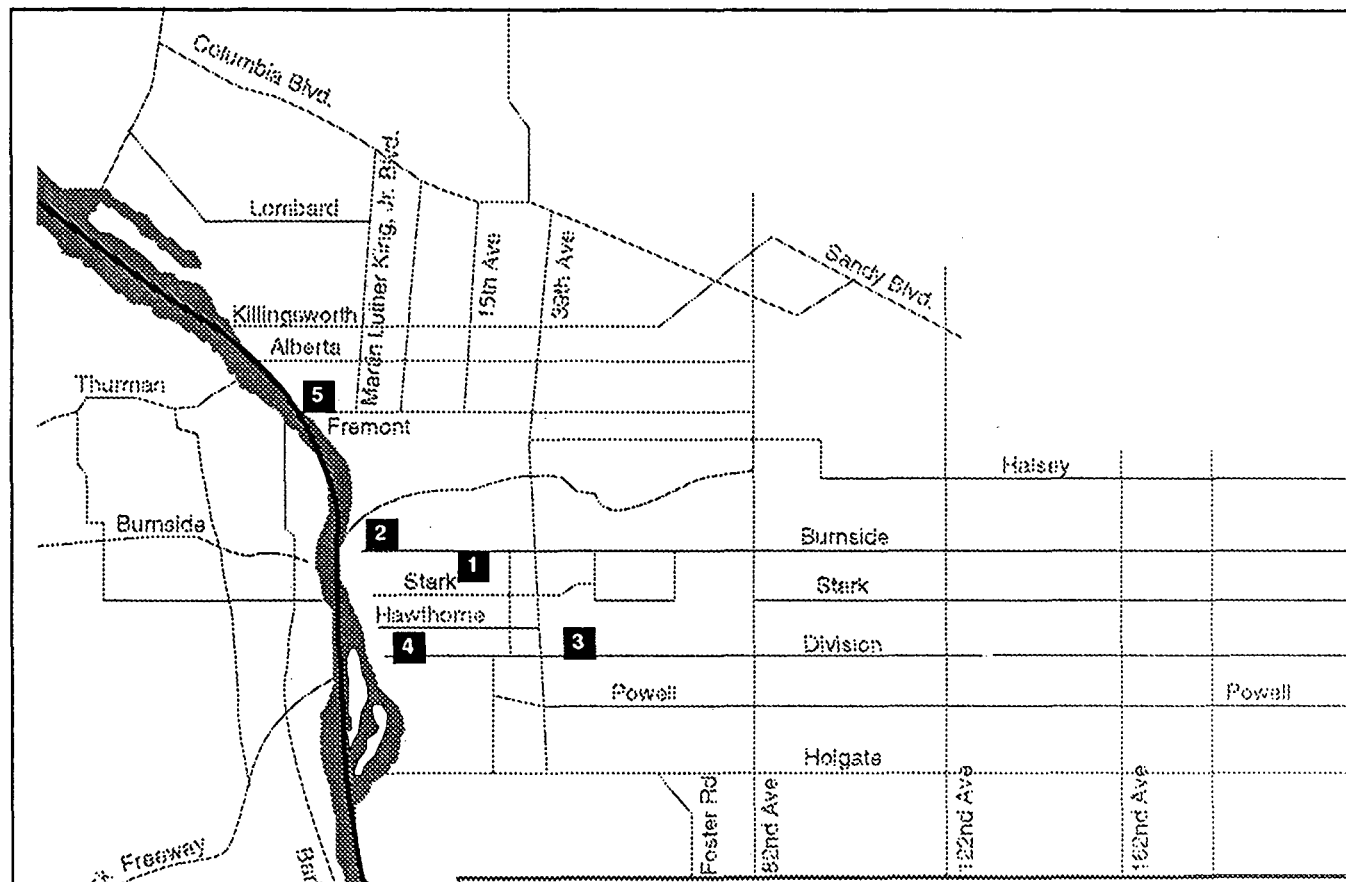 Columbia Blvd.
Martin Luther King, Jr. Blvd.
Lombard
15th Ave
Sandy Blvd.
Killingsworth
Alberta
Thurman
5
Fremont
Halsey
Burnside
2
Burnside
1
Stark
Stark
Hawthorne
4
3
Division
Powell
Powell
Holgate
Foster Rd
82nd Ave
122nd Ave
162nd Ave
Freeway